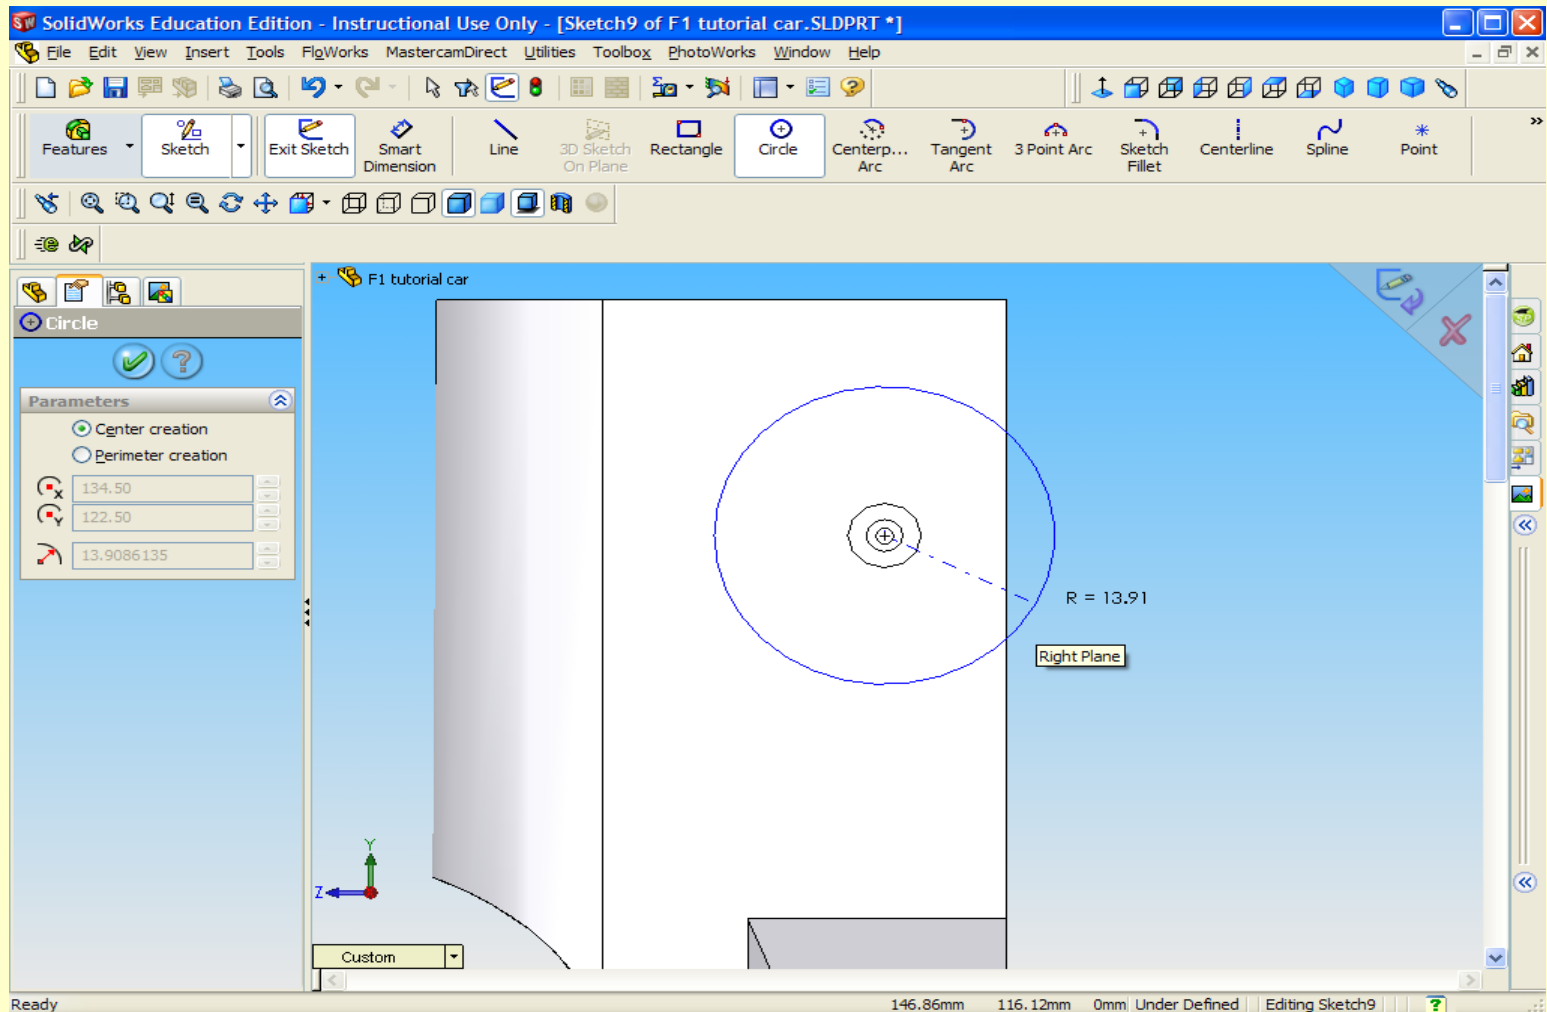 SolidWorks Education Edition - Instructional Use Only - [Sketch9 of F1 tutorial car.SLDPRT *]
File Edit View Insert Tools FloWorks MastercamDirect Utilities Toolbox PhotoWorks Window Help
Features Sketch Exit Sketch Smart Dimension Line 3D Sketch On Plane Rectangle Circle Centerp... Arc Tangent Arc 3 Point Arc Sketch Fillet Centerline Spline Point
F1 tutorial car
Circle
Parameters
Center creation
Perimeter creation
X 134.50
Y 122.50
13.9086135
R = 13.91
Right Plane
Y
Z
Custom
Ready 146.86mm 116.12mm 0mm Under Defined Editing Sketch9 ?